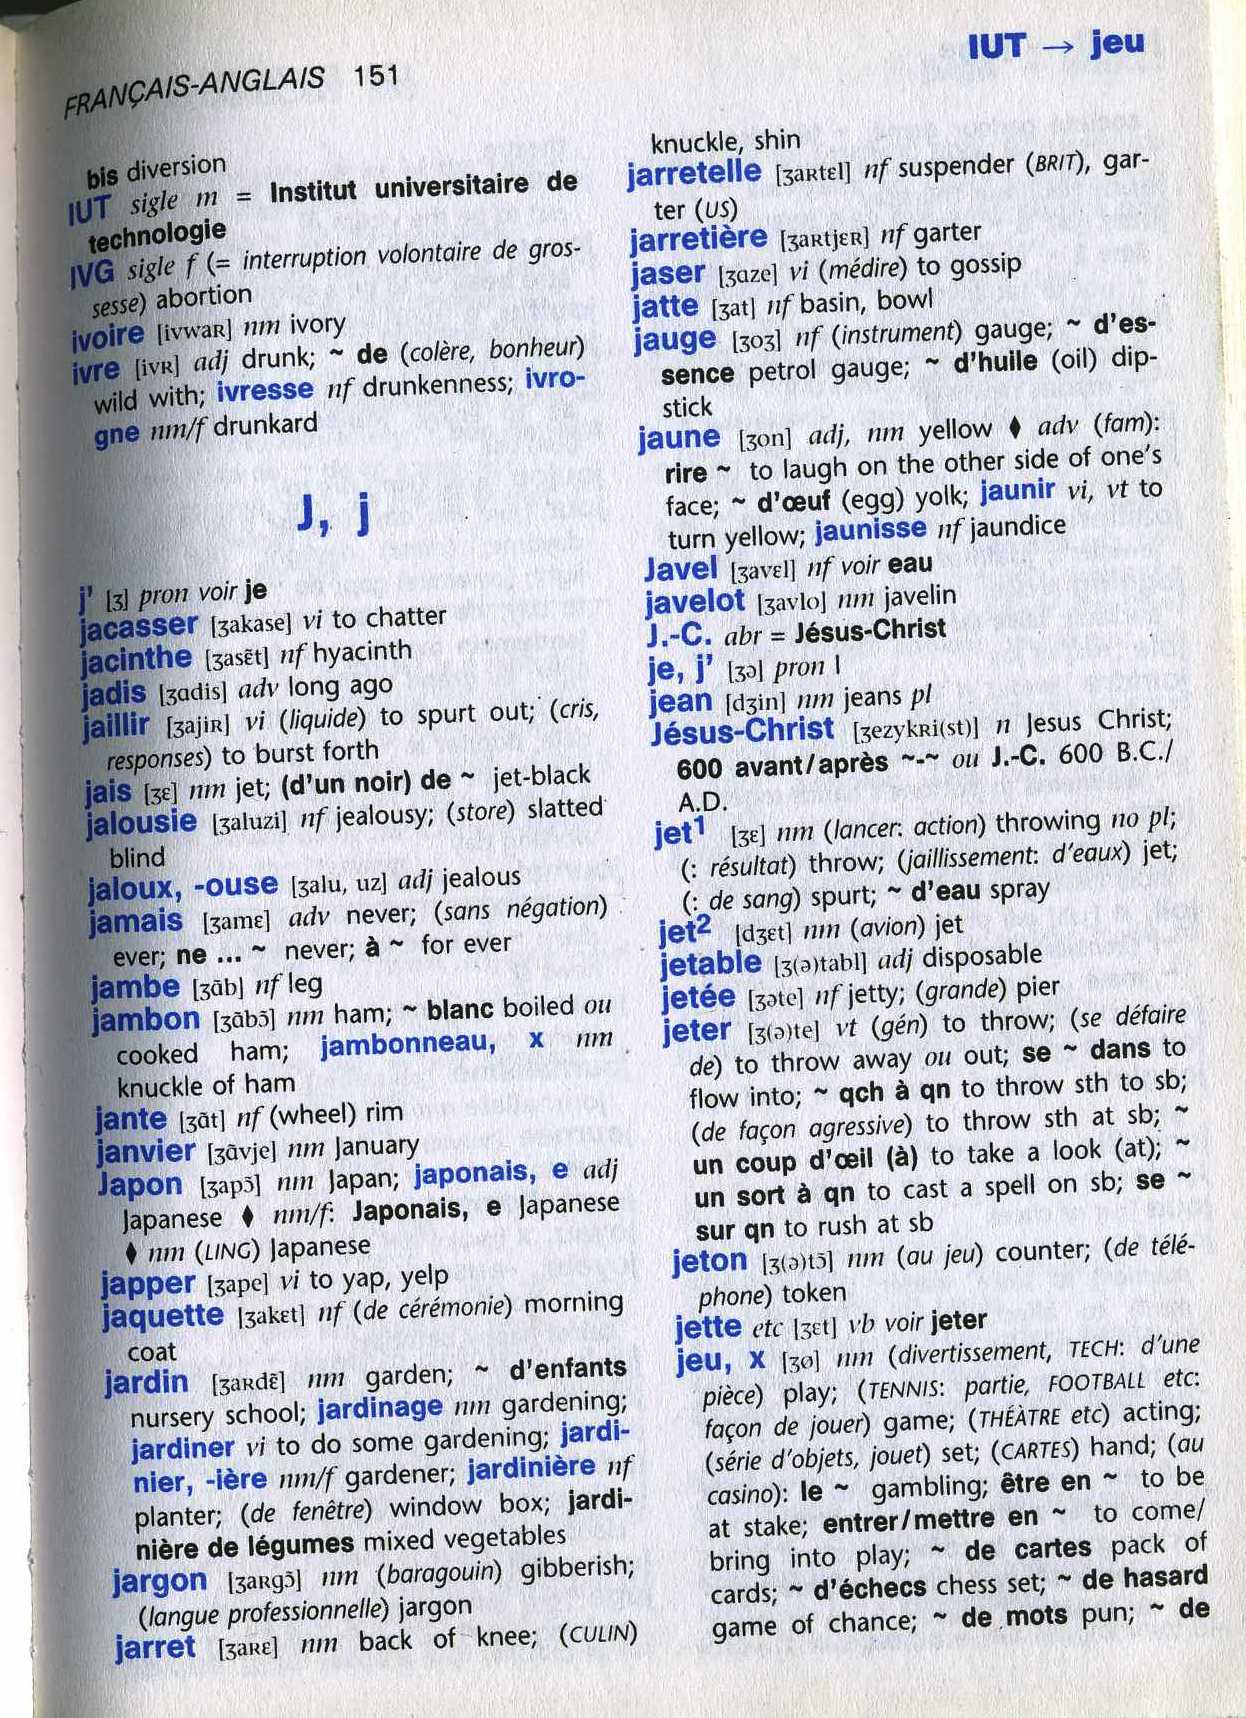 FRANÇAIS-ANGLAIS 151
IUT → jeu
bis diversion
IUT sigle m = Institut universitaire de
technologie
IVG sigle f (= interruption volontaire de gros-
sesse) abortion
ivoire [ivwaʀ] nm ivory
ivre [ivʀ] adj drunk; ~ de (colère, bonheur)
wild with; ivresse nf drunkenness; ivro-
gne nm/f drunkard
J, j
j' [ʒ] pron voir je
jacasser [ʒakase] vi to chatter
jacinthe [ʒasɛ̃t] nf hyacinth
jadis [ʒɑdis] adv long ago
jaillir [ʒajiʀ] vi (liquide) to spurt out; (cris,
responses) to burst forth
jais [ʒɛ] nm jet; (d'un noir) de ~ jet-black
jalousie [ʒaluzi] nf jealousy; (store) slatted
blind
jaloux, -ouse [ʒalu, uz] adj jealous
jamais [ʒamɛ] adv never; (sans négation)
ever; ne ... ~ never; à ~ for ever
jambe [ʒɑ̃b] nf leg
jambon [ʒɑ̃bɔ̃] nm ham; ~ blanc boiled ou
cooked ham; jambonneau, x nm
knuckle of ham
jante [ʒɑ̃t] nf (wheel) rim
janvier [ʒɑ̃vje] nm January
Japon [ʒapɔ̃] nm Japan; japonais, e adj
Japanese ♦ nm/f: Japonais, e Japanese
♦ nm (LING) Japanese
japper [ʒape] vi to yap, yelp
jaquette [ʒakɛt] nf (de cérémonie) morning
coat
jardin [ʒaʀdɛ̃] nm garden; ~ d'enfants
nursery school; jardinage nm gardening;
jardiner vi to do some gardening; jardi-
nier, -ière nm/f gardener; jardinière nf
planter; (de fenêtre) window box; jardi-
nière de légumes mixed vegetables
jargon [ʒaʀgɔ̃] nm (baragouin) gibberish;
(langue professionnelle) jargon
jarret [ʒaʀɛ] nm back of knee; (CULIN)
knuckle, shin
jarretelle [ʒaʀtɛl] nf suspender (BRIT), gar-
ter (US)
jarretière [ʒaʀtjɛʀ] nf garter
jaser [ʒɑze] vi (médire) to gossip
jatte [ʒat] nf basin, bowl
jauge [ʒoʒ] nf (instrument) gauge; ~ d'es-
sence petrol gauge; ~ d'huile (oil) dip-
stick
jaune [ʒon] adj, nm yellow ♦ adv (fam):
rire ~ to laugh on the other side of one's
face; ~ d'œuf (egg) yolk; jaunir vi, vt to
turn yellow; jaunisse nf jaundice
Javel [ʒavɛl] nf voir eau
javelot [ʒavlo] nm javelin
J.-C. abr = Jésus-Christ
je, j' [ʒə] pron I
jean [dʒin] nm jeans pl
Jésus-Christ [ʒezykʀi(st)] n Jesus Christ;
600 avant/après ~-~ ou J.-C. 600 B.C./
A.D.
jet¹ [ʒɛ] nm (lancer: action) throwing no pl;
(: résultat) throw; (jaillissement: d'eaux) jet;
(: de sang) spurt; ~ d'eau spray
jet² [dʒɛt] nm (avion) jet
jetable [ʒ(ə)tabl] adj disposable
jetée [ʒəte] nf jetty; (grande) pier
jeter [ʒ(ə)te] vt (gén) to throw; (se défaire
de) to throw away ou out; se ~ dans to
flow into; ~ qch à qn to throw sth to sb;
(de façon agressive) to throw sth at sb; ~
un coup d'œil (à) to take a look (at); ~
un sort à qn to cast a spell on sb; se ~
sur qn to rush at sb
jeton [ʒ(ə)tɔ̃] nm (au jeu) counter; (de télé-
phone) token
jette etc [ʒɛt] vb voir jeter
jeu, x [ʒø] nm (divertissement, TECH: d'une
pièce) play; (TENNIS: partie, FOOTBALL etc:
façon de jouer) game; (THÉÂTRE etc) acting;
(série d'objets, jouet) set; (CARTES) hand; (au
casino): le ~ gambling; être en ~ to be
at stake; entrer/mettre en ~ to come/
bring into play; ~ de cartes pack of
cards; ~ d'échecs chess set; ~ de hasard
game of chance; ~ de mots pun; ~ de